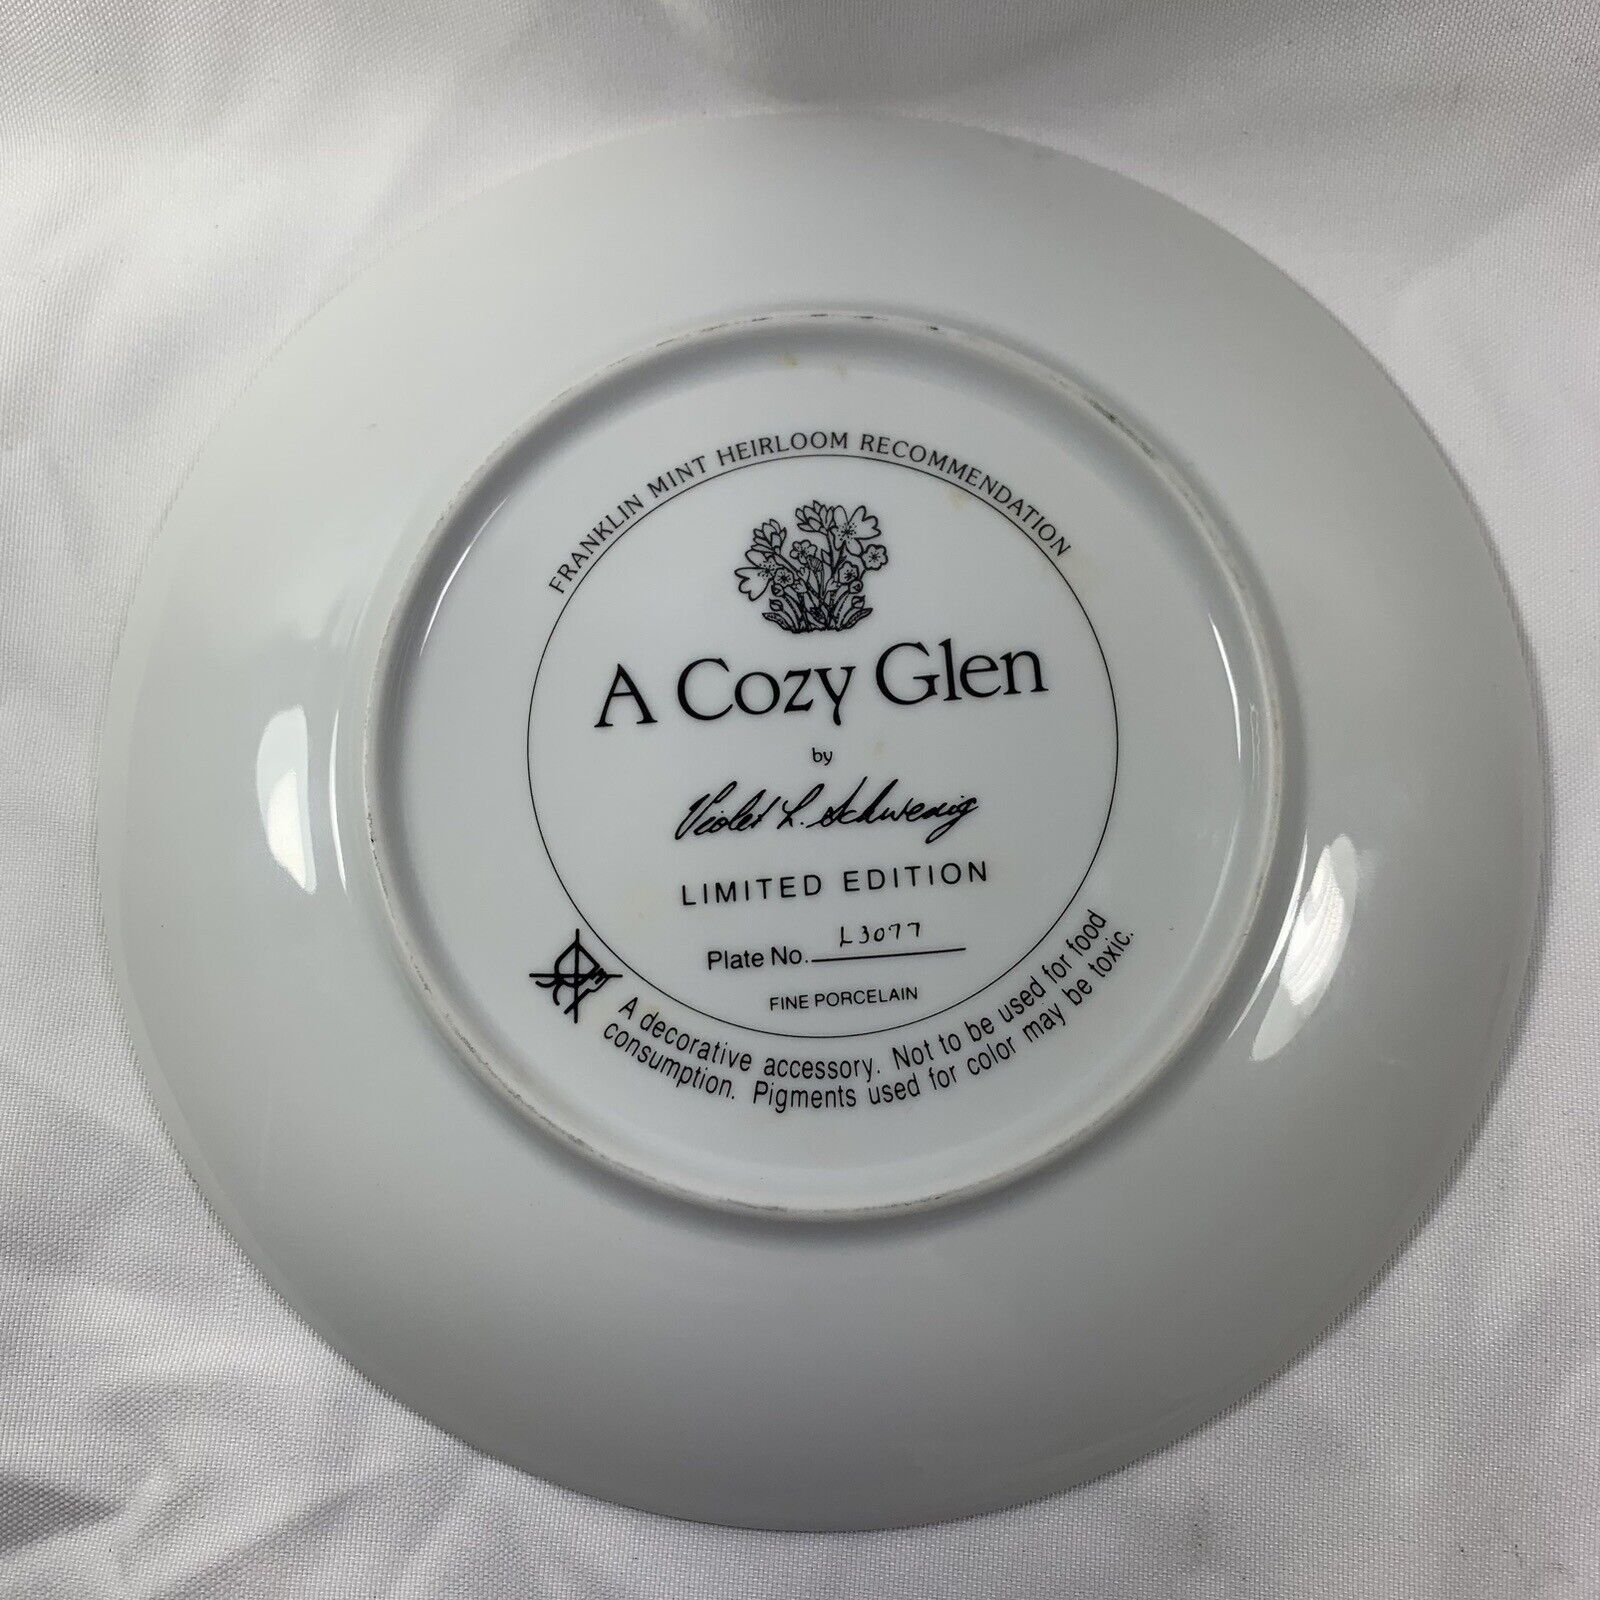 FRANKLIN MINT HEIRLOOM RECOMMENDATION
A Cozy Glen
by
Violet L. Schwenig
LIMITED EDITION
Plate No. L3077
FINE PORCELAIN
A decorative accessory. Not to be used for food
consumption. Pigments used for color may be toxic.